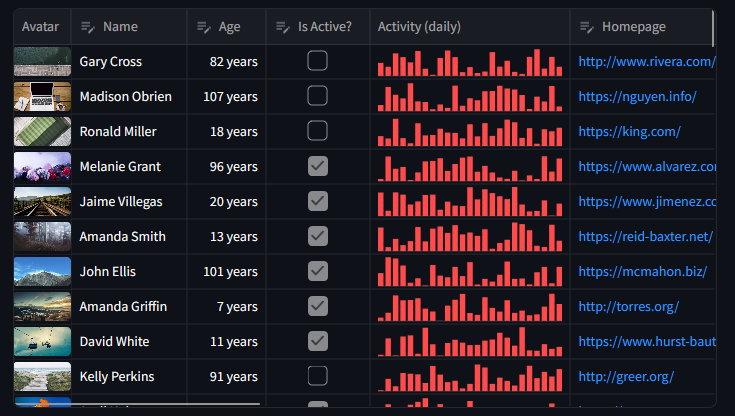 Avatar Name Age Is Active? Activity (daily) Homepage
Gary Cross 82 years http://www.rivera.com/
Madison Obrien 107 years https://nguyen.info/
Ronald Miller 18 years https://king.com/
Melanie Grant 96 years https://www.alvarez.co
Jaime Villegas 20 years https://www.jimenez.c
Amanda Smith 13 years https://reid-baxter.net/
John Ellis 101 years https://mcmahon.biz/
Amanda Griffin 7 years http://torres.org/
David White 11 years https://www.hurst-baut
Kelly Perkins 91 years http://greer.org/